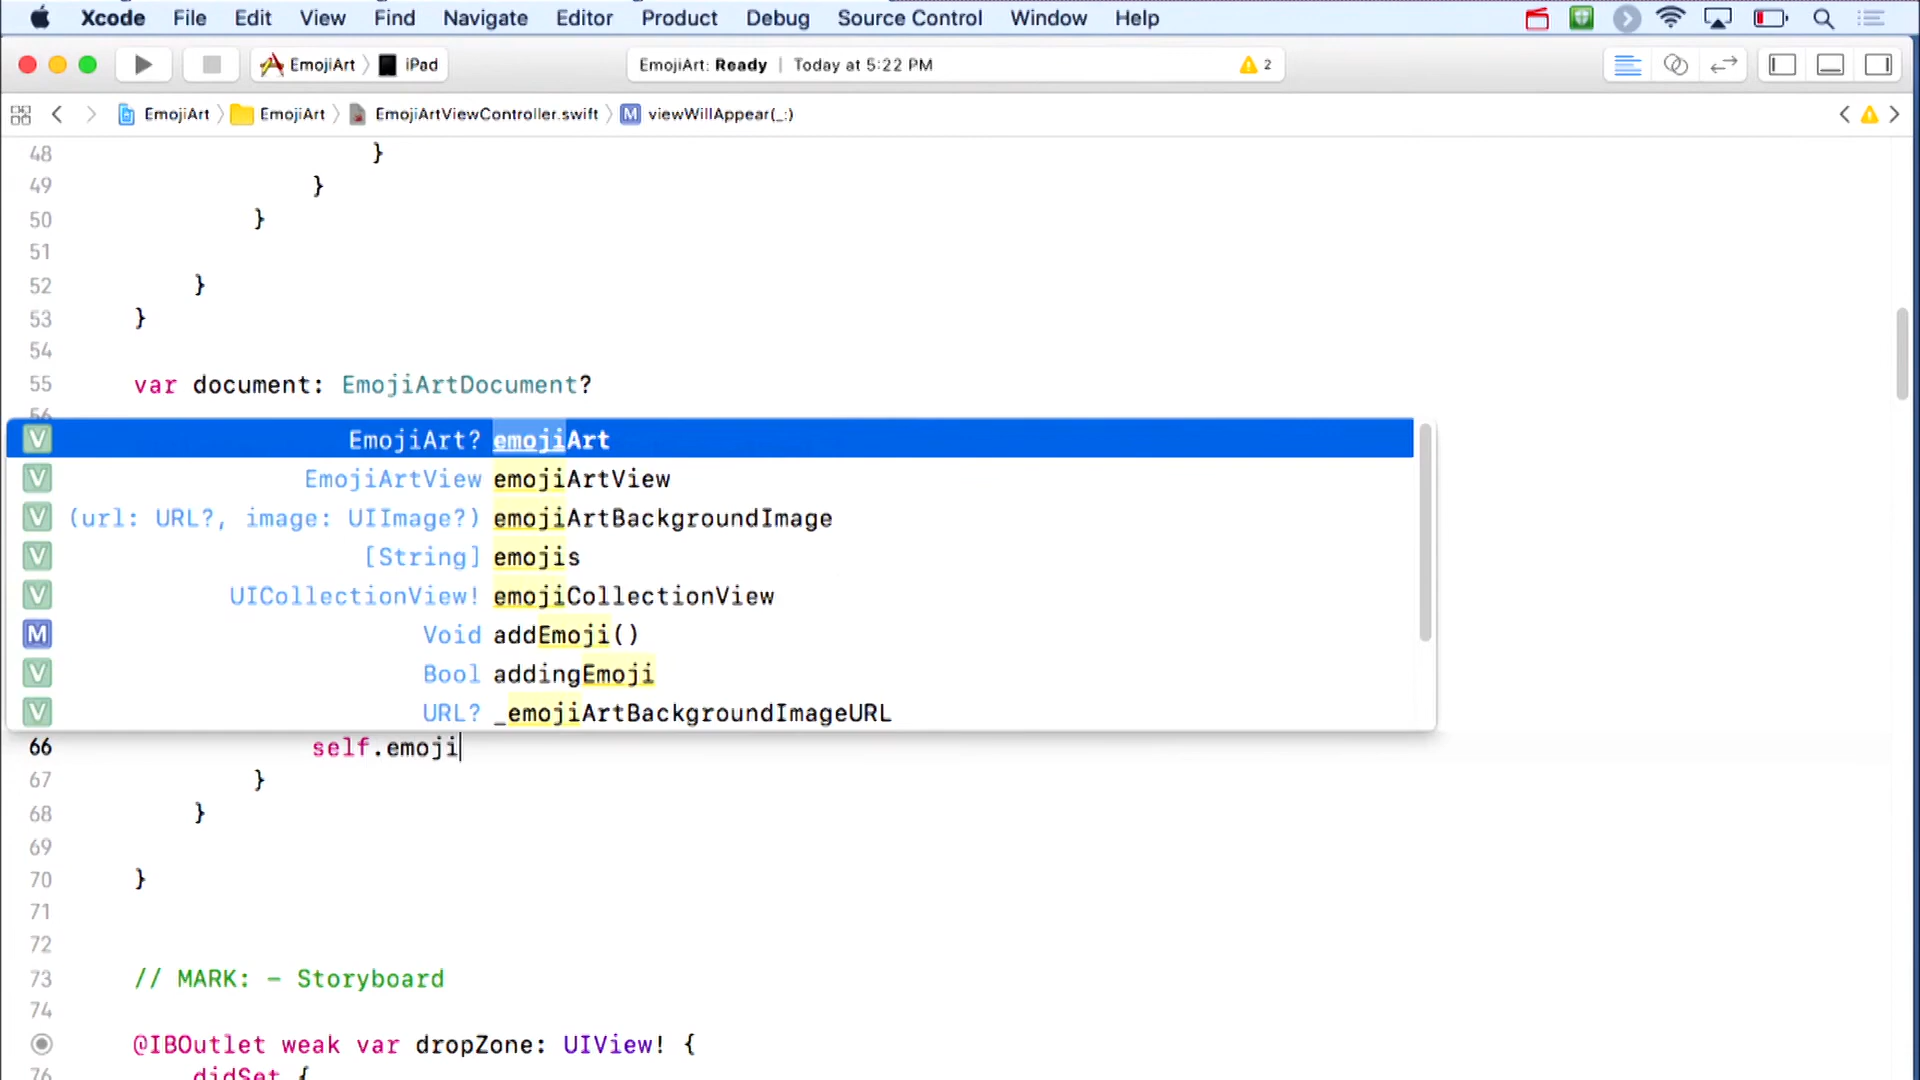 Xcode File Edit View Find Navigate Editor Product Debug Source Control Window Help
EmojiArt iPad EmojiArt: Ready | Today at 5:22 PM 2
EmojiArt EmojiArt EmojiArtViewController.swift M viewWillAppear(_:)
48 }
49 }
50 }
51
52 }
53 }
54
55 var document: EmojiArtDocument?
56
V EmojiArt? emojiArt
V EmojiArtView emojiArtView
V (url: URL?, image: UIImage?) emojiArtBackgroundImage
V [String] emojis
V UICollectionView! emojiCollectionView
M Void addEmoji()
V Bool addingEmoji
V URL? _emojiArtBackgroundImageURL
66 self.emoji
67 }
68 }
69
70 }
71
72
73 // MARK: - Storyboard
74
@IBOutlet weak var dropZone: UIView! {
76 didSet {